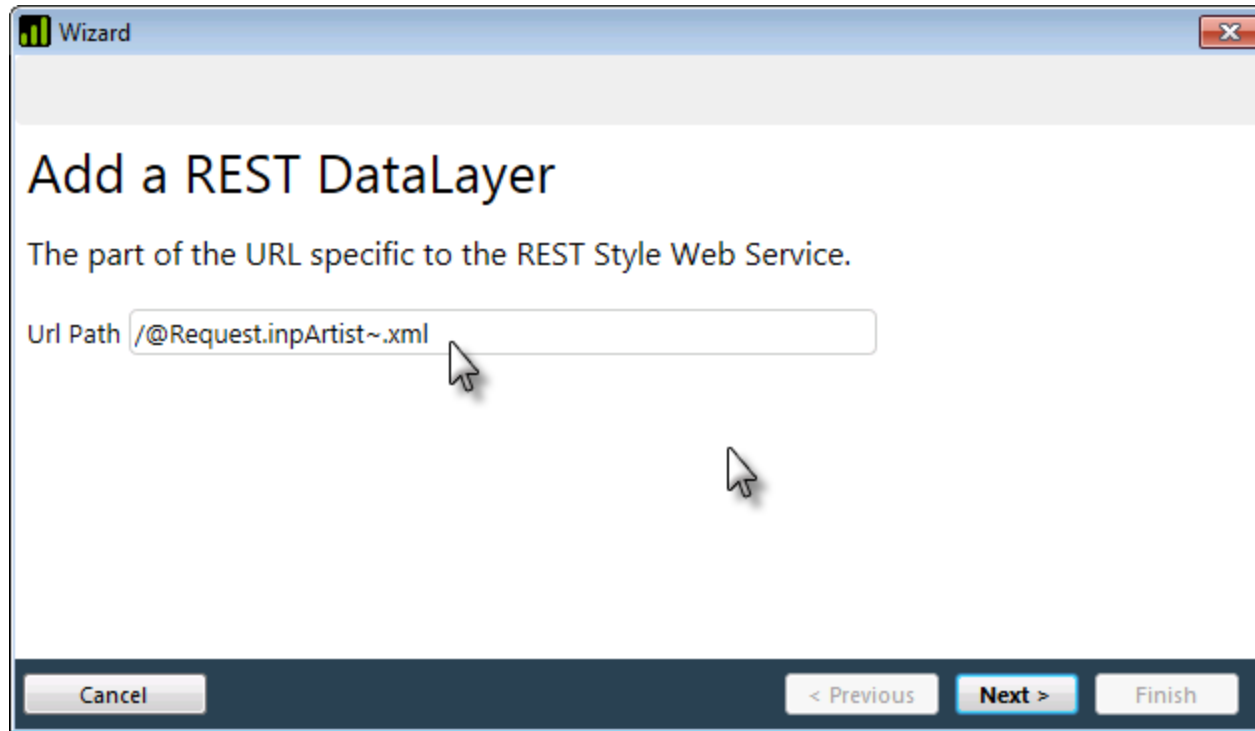 Wizard
Add a REST DataLayer
The part of the URL specific to the REST Style Web Service.
Url Path /@Request.inpArtist~.xml
Cancel < Previous Next > Finish